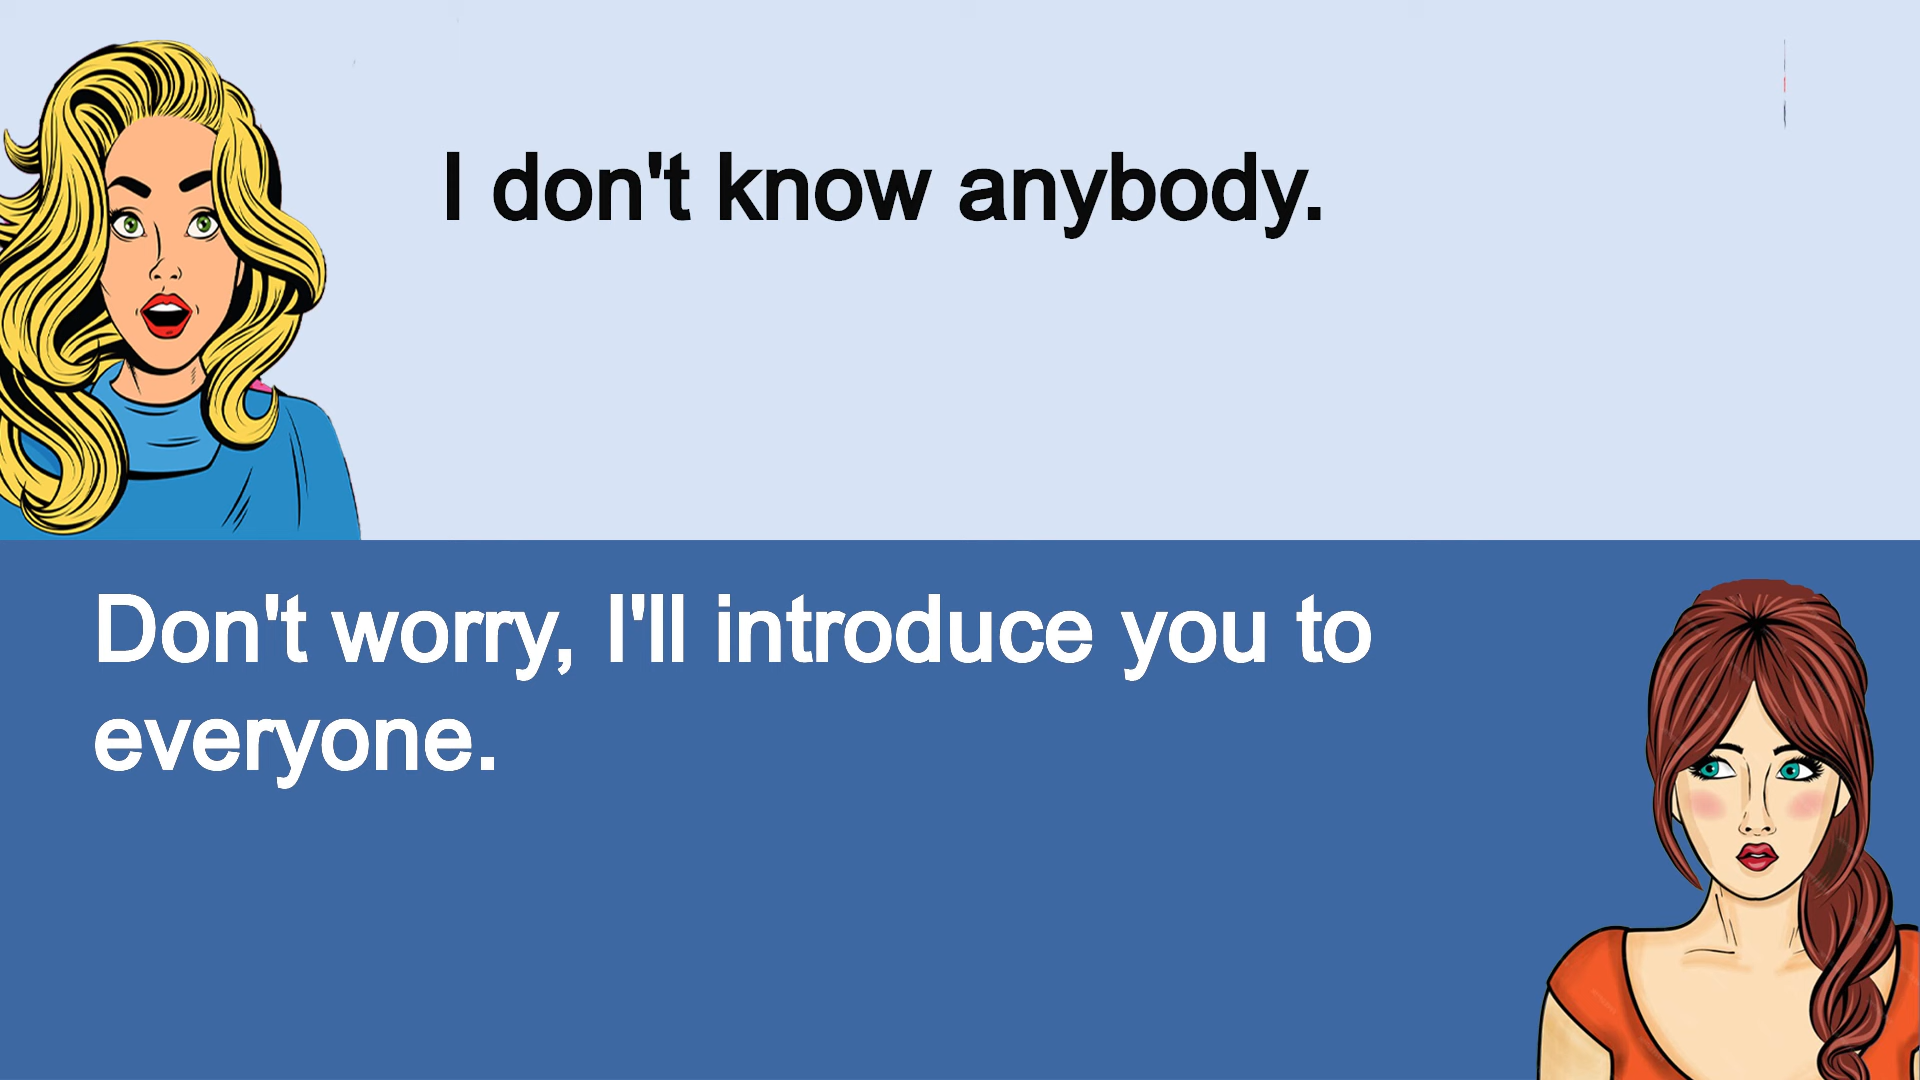 I don't know anybody.
Don't worry, I'll introduce you to
everyone.